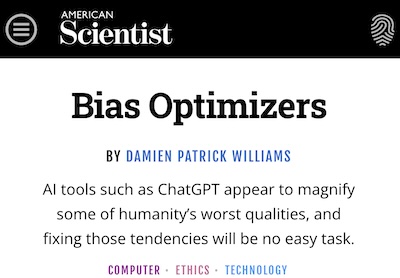 AMERICAN
Scientist
Bias Optimizers
BY DAMIEN PATRICK WILLIAMS
AI tools such as ChatGPT appear to magnify
some of humanity’s worst qualities, and
fixing those tendencies will be no easy task.
COMPUTER · ETHICS · TECHNOLOGY